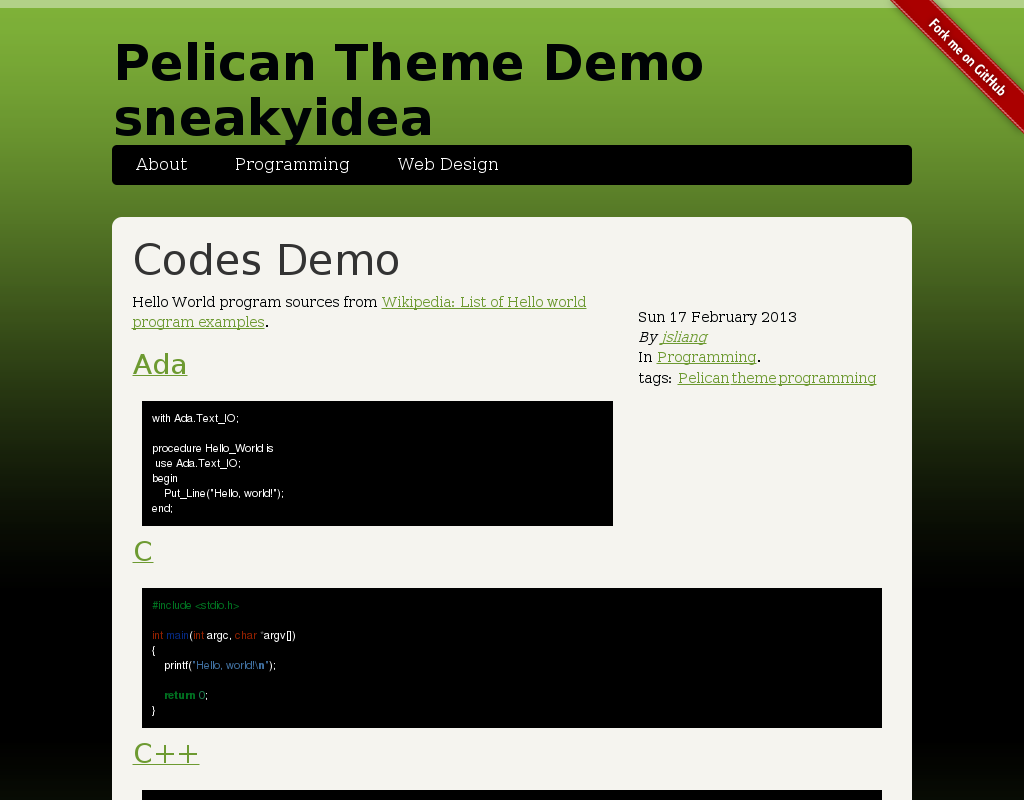 Fork me on GitHub
Pelican Theme Demo
sneakyidea
About Programming Web Design
Codes Demo
Hello World program sources from Wikipedia: List of Hello world
program examples.
Sun 17 February 2013
By jsliang
In Programming.
tags: Pelican theme programming
Ada
with Ada.Text_IO;
procedure Hello_World is
use Ada.Text_IO;
begin
Put_Line("Hello, world!");
end;
C
#include <stdio.h>
int main(int argc, char *argv[])
{
printf("Hello, world!\n");
return 0;
}
C++